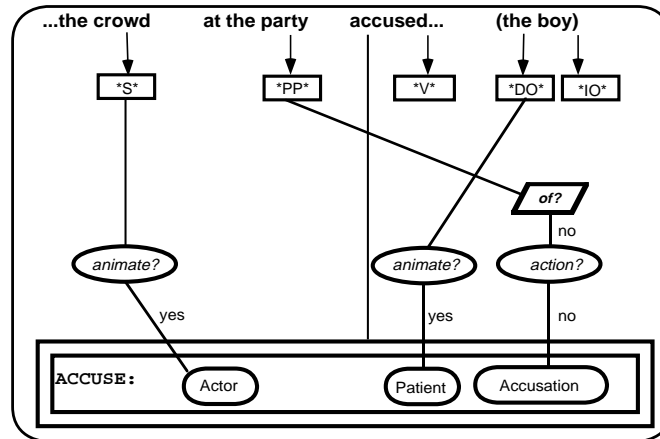 ...the crowd at the party accused... (the boy)
*S* *PP* *V* *DO* *IO*
of?
no
animate? animate? action?
yes yes no
ACCUSE: Actor Patient Accusation